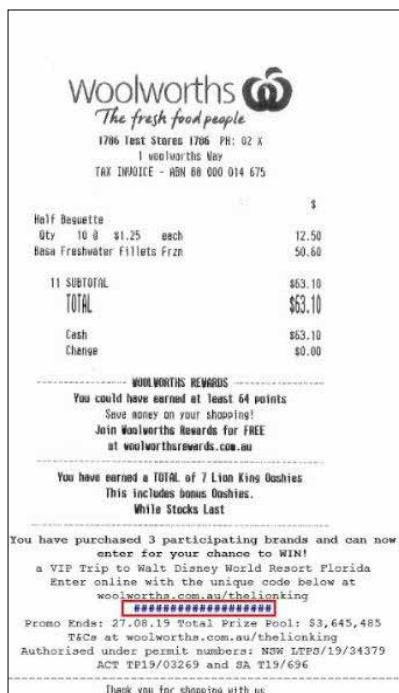 Woolworths
The fresh food people
1786 Test Stores 1786 PH: 02 X
1 woolworths Way
TAX INVOICE - ABN 88 000 014 675
$
Half Baguette
Qty 10 @ $1.25 each 12.50
Basa Freshwater Fillets Frzn 50.60
11 SUBTOTAL $63.10
TOTAL $63.10
Cash $63.10
Change $0.00
WOOLWORTHS REWARDS
You could have earned at least 64 points
Save money on your shopping!
Join Woolworths Rewards for FREE
at woolworthsrewards.com.au
You have earned a TOTAL of 7 Lion King Ooshies
This includes bonus Ooshies.
While Stocks Last
You have purchased 3 participating brands and can now
enter for your chance to WIN!
a VIP Trip to Walt Disney World Resort Florida
Enter online with the unique code below at
woolworths.com.au/thelionking
###################
Promo Ends: 27.08.19 Total Prize Pool: $3,645,485
T&Cs at woolworths.com.au/thelionking
Authorised under permit numbers: NSW LTPS/19/34379
ACT TP19/03269 and SA T19/696
Thank you for shopping with us